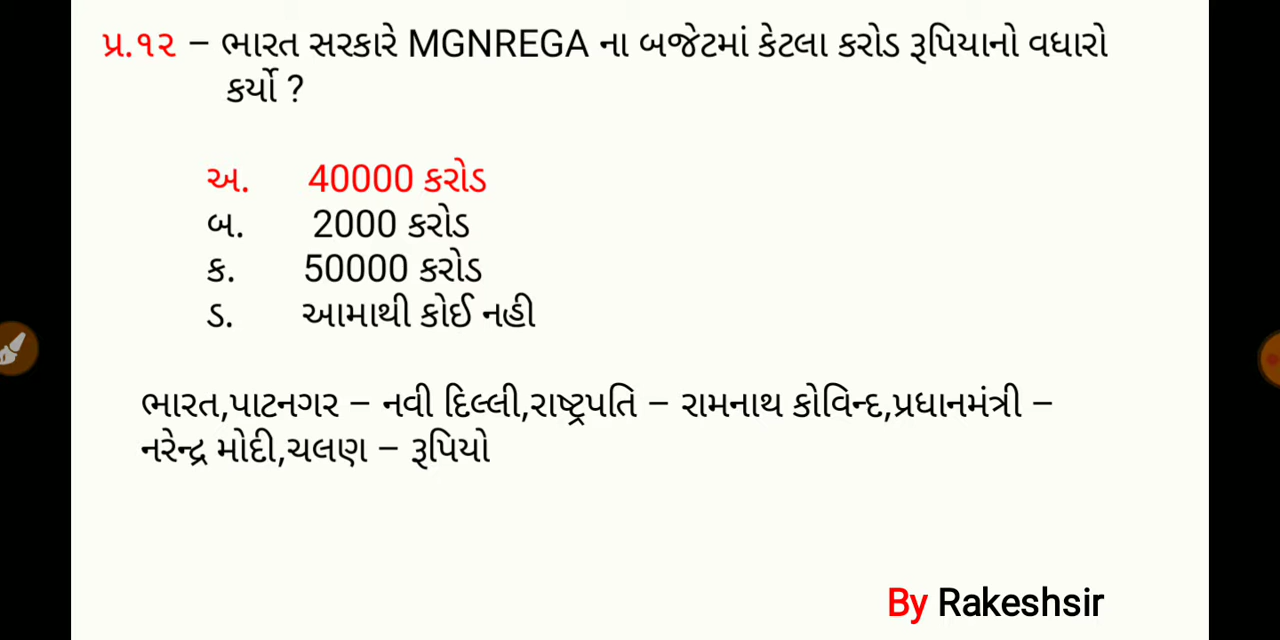 પ્ર.૧૨ – ભારત સરકારે MGNREGA ના બજેટમાં કેટલા કરોડ રૂપિયાનો વધારો
કર્યો ?
અ. 40000 કરોડ
બ. 2000 કરોડ
ક. 50000 કરોડ
ડ. આમાથી કોઈ નહી
ભારત,પાટનગર – નવી દિલ્લી,રાષ્ટ્રપતિ – રામનાથ કોવિન્દ,પ્રધાનમંત્રી –
નરેન્દ્ર મોદી,ચલણ – રૂપિયો
By Rakeshsir